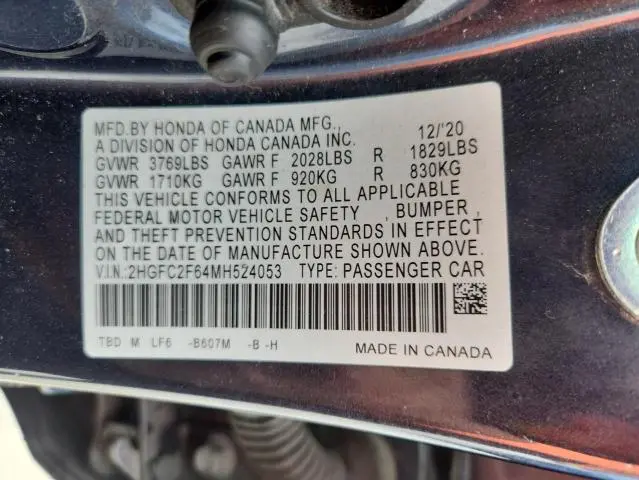 MFD.BY HONDA OF CANADA MFG., 12/'20
A DIVISION OF HONDA CANADA INC.
GVWR 3769LBS GAWR F 2028LBS R 1829LBS
GVWR 1710KG GAWR F 920KG R 830KG
THIS VEHICLE CONFORMS TO ALL APPLICABLE
FEDERAL MOTOR VEHICLE SAFETY , BUMPER ,
AND THEFT PREVENTION STANDARDS IN EFFECT
ON THE DATE OF MANUFACTURE SHOWN ABOVE.
V.I.N:2HGFC2F64MH524053 TYPE: PASSENGER CAR
TBD M LF6 -B607M -B -H
MADE IN CANADA